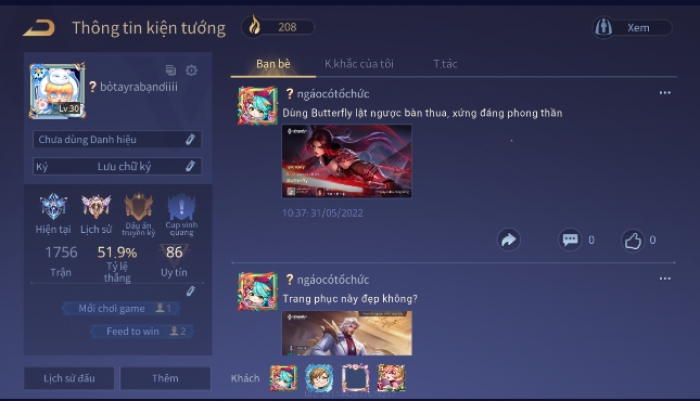 Thông tin kiện tướng
208
Xem
Bạn bè
K.khắc của tôi
T.tác
Lv.30
? bỏtayrabạndiiii
Chưa dùng Danh hiệu
Ký
Lưu chữ ký
Hiện tại
Lịch sử
Dấu ấn truyền kỳ
Cúp vinh quang
1756
Trận
51.9%
Tỷ lệ thắng
86
Uy tín
Mới chơi game 1
Feed to win 2
Lịch sử đấu
Thêm
? ngáocótổchức
Dùng Butterfly lật ngược bàn thua, xứng đáng phong thần
Butterfly
10:37: 31/05/2022
0
0
? ngáocótổchức
Trang phục này đẹp không?
Khách